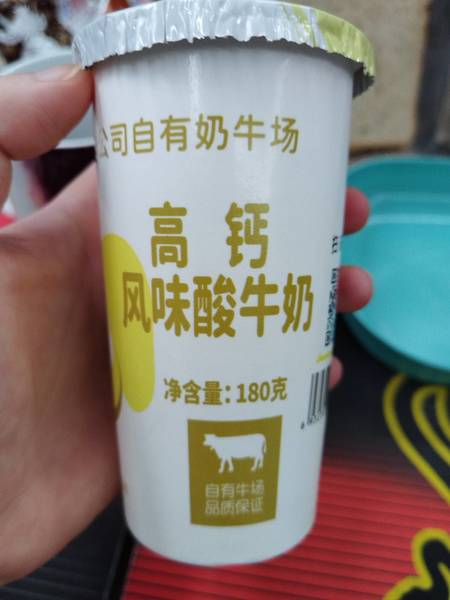 公司自有奶牛场
高 钙
风味酸牛奶
净含量:180克
自有牛场
品质保证